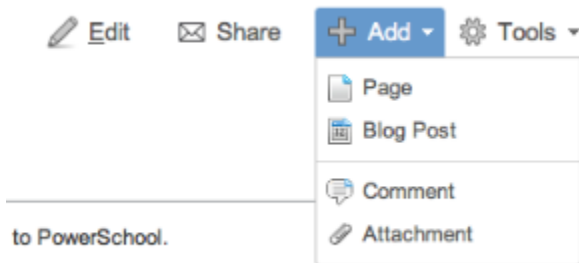 Edit Share Add Tools
Page
Blog Post
Comment
to PowerSchool. Attachment